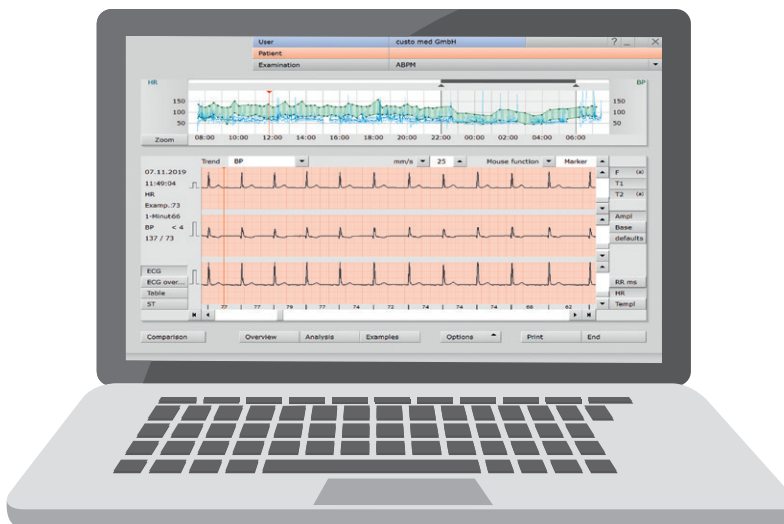 User custo med GmbH ? _ X
Patient
Examination ABPM
HR BP
150 150
100 100
50 50
Zoom 08:00 10:00 12:00 14:00 16:00 18:00 20:00 22:00 00:00 02:00 04:00 06:00
Trend BP mm/s 25 Mouse function Marker
07.11.2019 F (a)
11:49:04 T1
HR T2 (a)
Examp.:73
1-Minut66 Ampl
BP < 4 Base
137 / 73 defaults
ECG
ECG over... RR ms
Table HR
ST 77 77 79 77 74 72 74 74 74 68 62 Templ
Comparison Overview Analysis Examples Options Print End